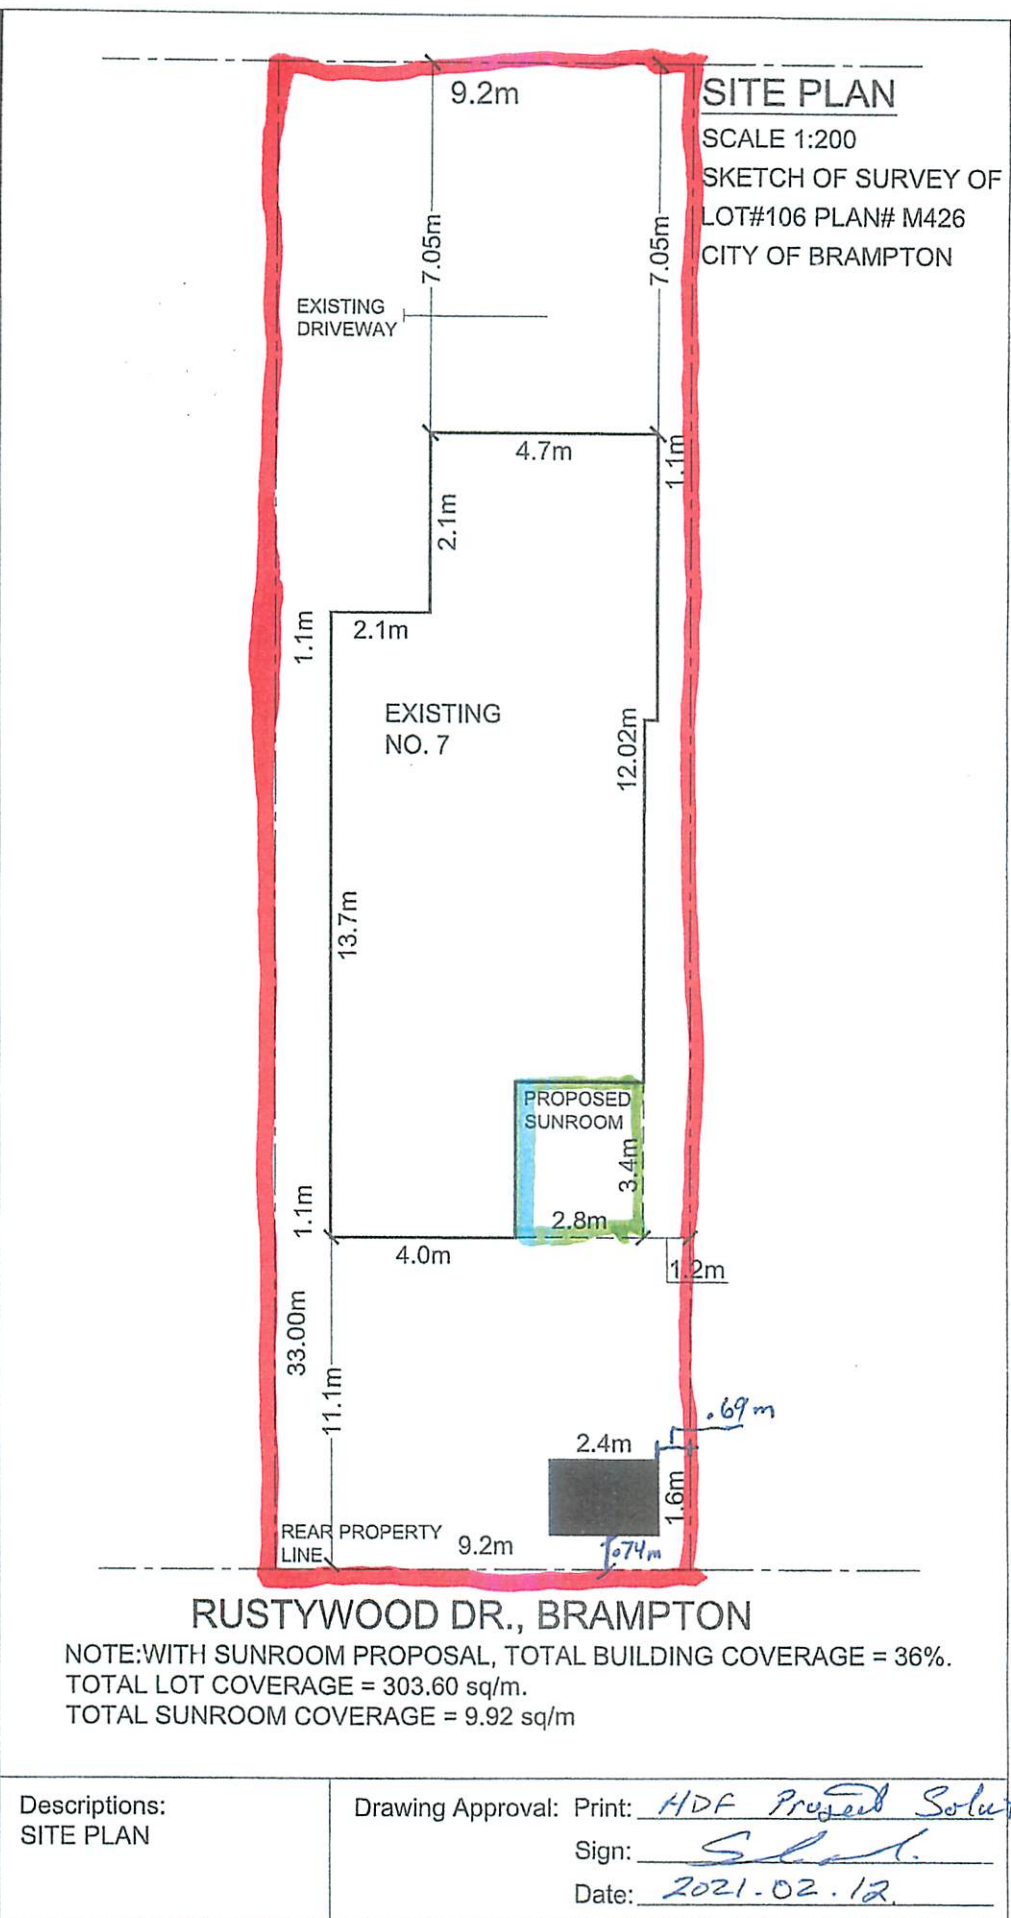 9.2m
SITE PLAN
SCALE 1:200
SKETCH OF SURVEY OF
LOT#106 PLAN# M426
CITY OF BRAMPTON
7.05m
7.05m
EXISTING
DRIVEWAY
4.7m
1.1m
2.1m
1.1m
2.1m
EXISTING
NO. 7
12.02m
13.7m
PROPOSED
SUNROOM
3.4m
2.8m
1.1m
4.0m
1.2m
33.00m
11.1m
.69m
2.4m
1.6m
REAR PROPERTY
LINE
9.2m
.74m
RUSTYWOOD DR., BRAMPTON
NOTE:WITH SUNROOM PROPOSAL, TOTAL BUILDING COVERAGE = 36%.
TOTAL LOT COVERAGE = 303.60 sq/m.
TOTAL SUNROOM COVERAGE = 9.92 sq/m
Descriptions:
SITE PLAN
Drawing Approval: Print: HDF Project Solu
Sign:
Date: 2021.02.12.